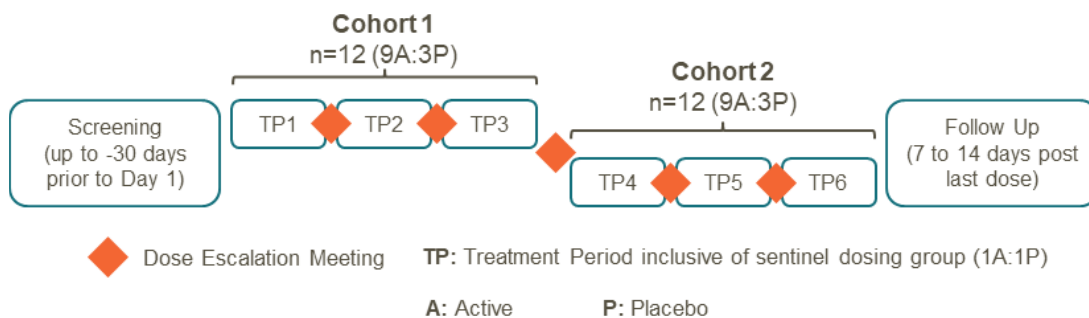 Cohort 1
n=12 (9A:3P)
Cohort 2
n=12 (9A:3P)
Screening
(up to -30 days
prior to Day 1)
TP1
TP2
TP3
TP4
TP5
TP6
Follow Up
(7 to 14 days post
last dose)
Dose Escalation Meeting
TP: Treatment Period inclusive of sentinel dosing group (1A:1P)
A: Active
P: Placebo